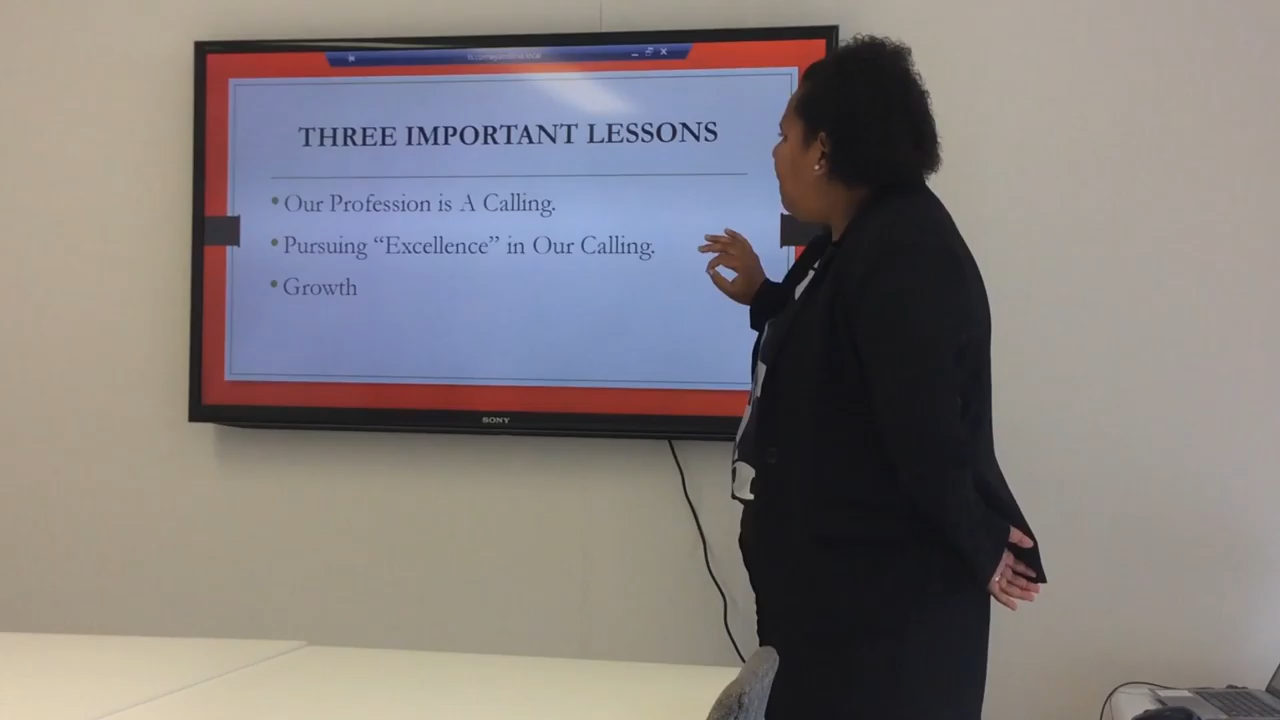 THREE IMPORTANT LESSONS
• Our Profession is A Calling.
• Pursuing “Excellence” in Our Calling.
• Growth
SONY